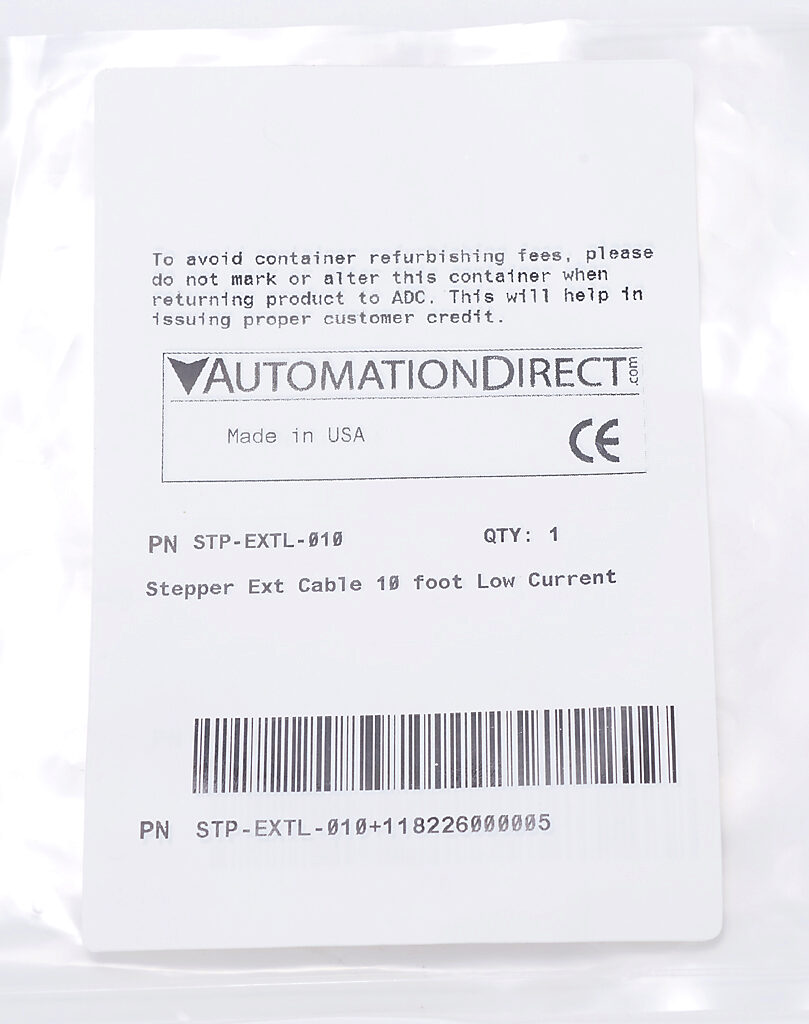 To avoid container refurbishing fees, please
do not mark or alter this container when
returning product to ADC. This will help in
issuing proper customer credit.
AUTOMATIONDIRECT.com
Made in USA
CE
PN STP-EXTL-010 QTY: 1
Stepper Ext Cable 10 foot Low Current
PN STP-EXTL-010+118226000005